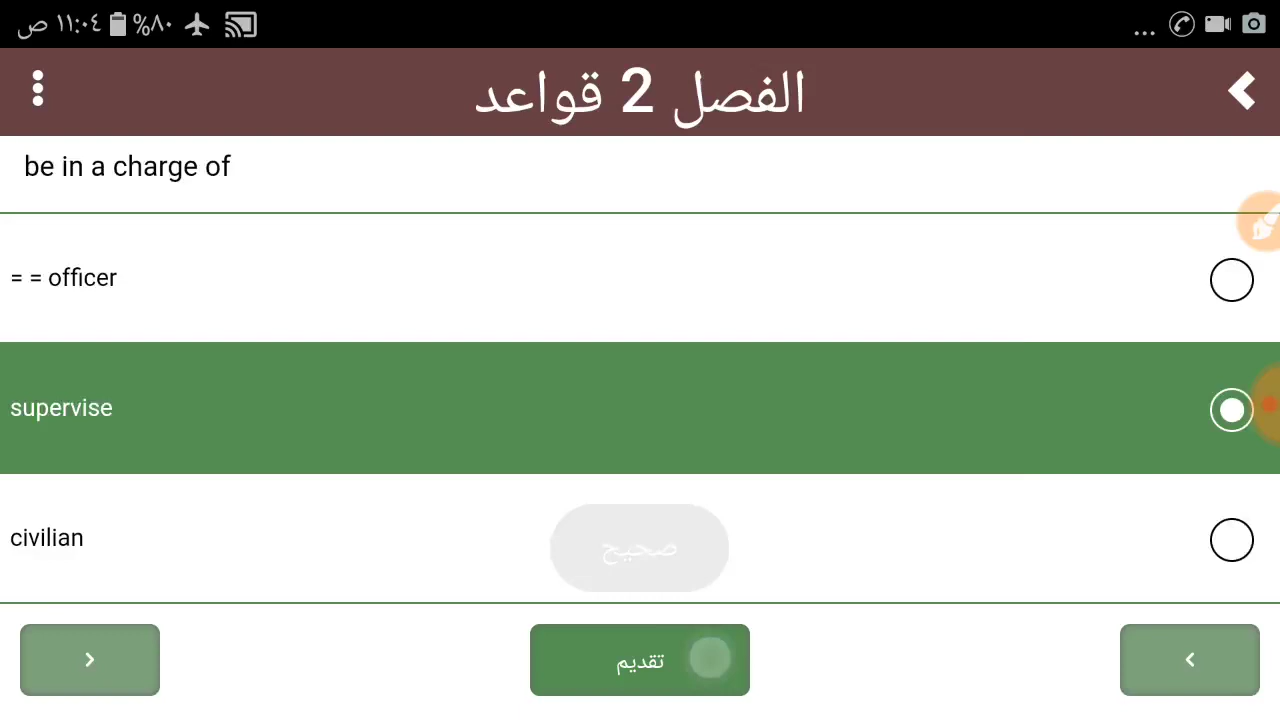 ص ١١:٠٤ %٨٠ ...
الفصل 2 قواعد
be in a charge of
= = officer
supervise
civilian
صحيح
تقديم